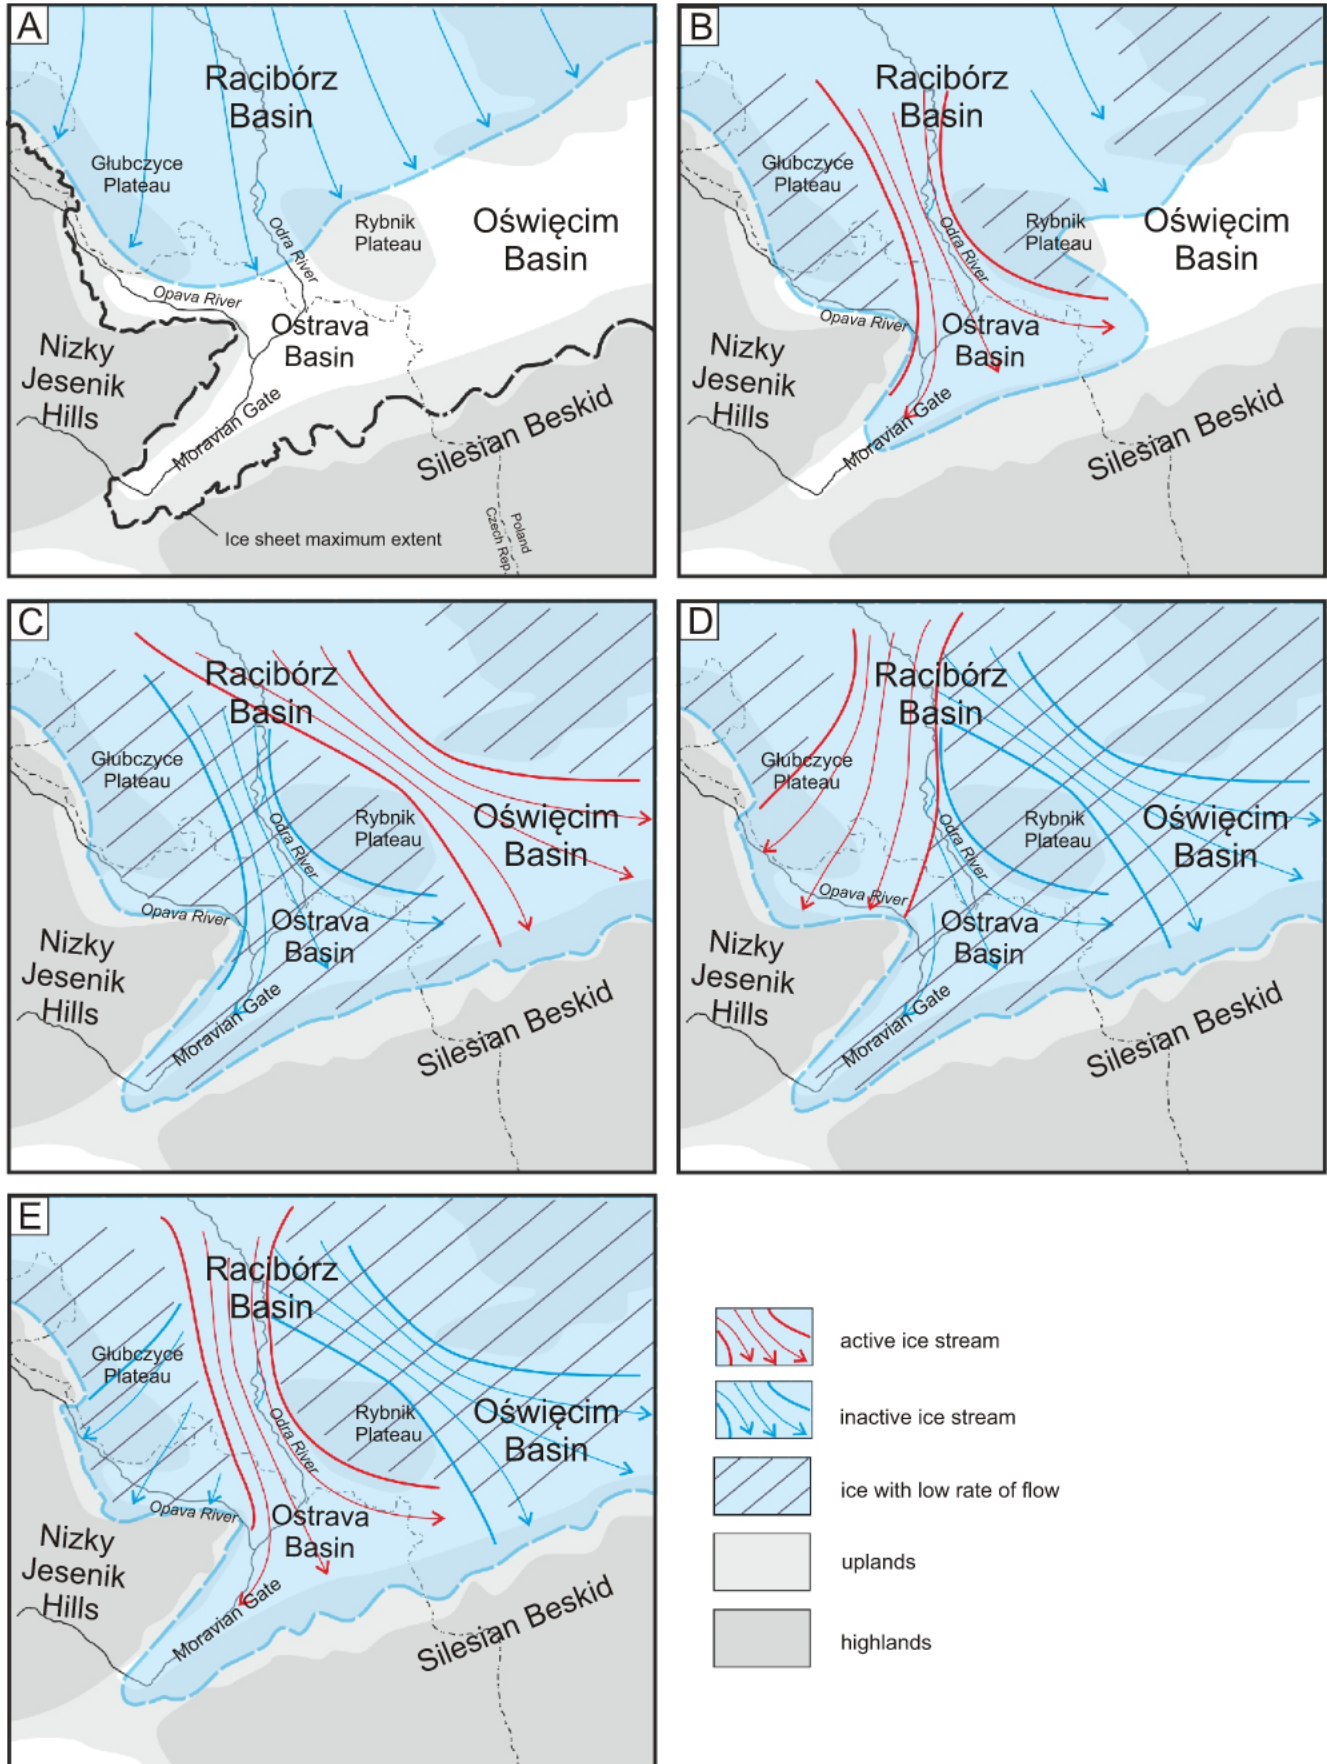 A
Racibórz
Basin
Głubczyce
Plateau
Rybnik
Plateau
Oświęcim
Basin
Odra River
Opava River
Ostrava
Basin
Nizky
Jesenik
Hills
Moravian Gate
Silesian Beskid
Ice sheet maximum extent
Poland
Czech Rep.
B
Racibórz
Basin
Głubczyce
Plateau
Rybnik
Plateau
Oświęcim
Basin
Odra River
Opava River
Ostrava
Basin
Nizky
Jesenik
Hills
Moravian Gate
Silesian Beskid
C
Racibórz
Basin
Głubczyce
Plateau
Rybnik
Plateau
Oświęcim
Basin
Odra River
Opava River
Ostrava
Basin
Nizky
Jesenik
Hills
Moravian Gate
Silesian Beskid
D
Racibórz
Basin
Głubczyce
Plateau
Rybnik
Plateau
Oświęcim
Basin
Odra River
Opava River
Ostrava
Basin
Nizky
Jesenik
Hills
Moravian Gate
Silesian Beskid
E
Racibórz
Basin
Głubczyce
Plateau
Rybnik
Plateau
Oświęcim
Basin
Odra River
Opava River
Ostrava
Basin
Nizky
Jesenik
Hills
Moravian Gate
Silesian Beskid
active ice stream
inactive ice stream
ice with low rate of flow
uplands
highlands